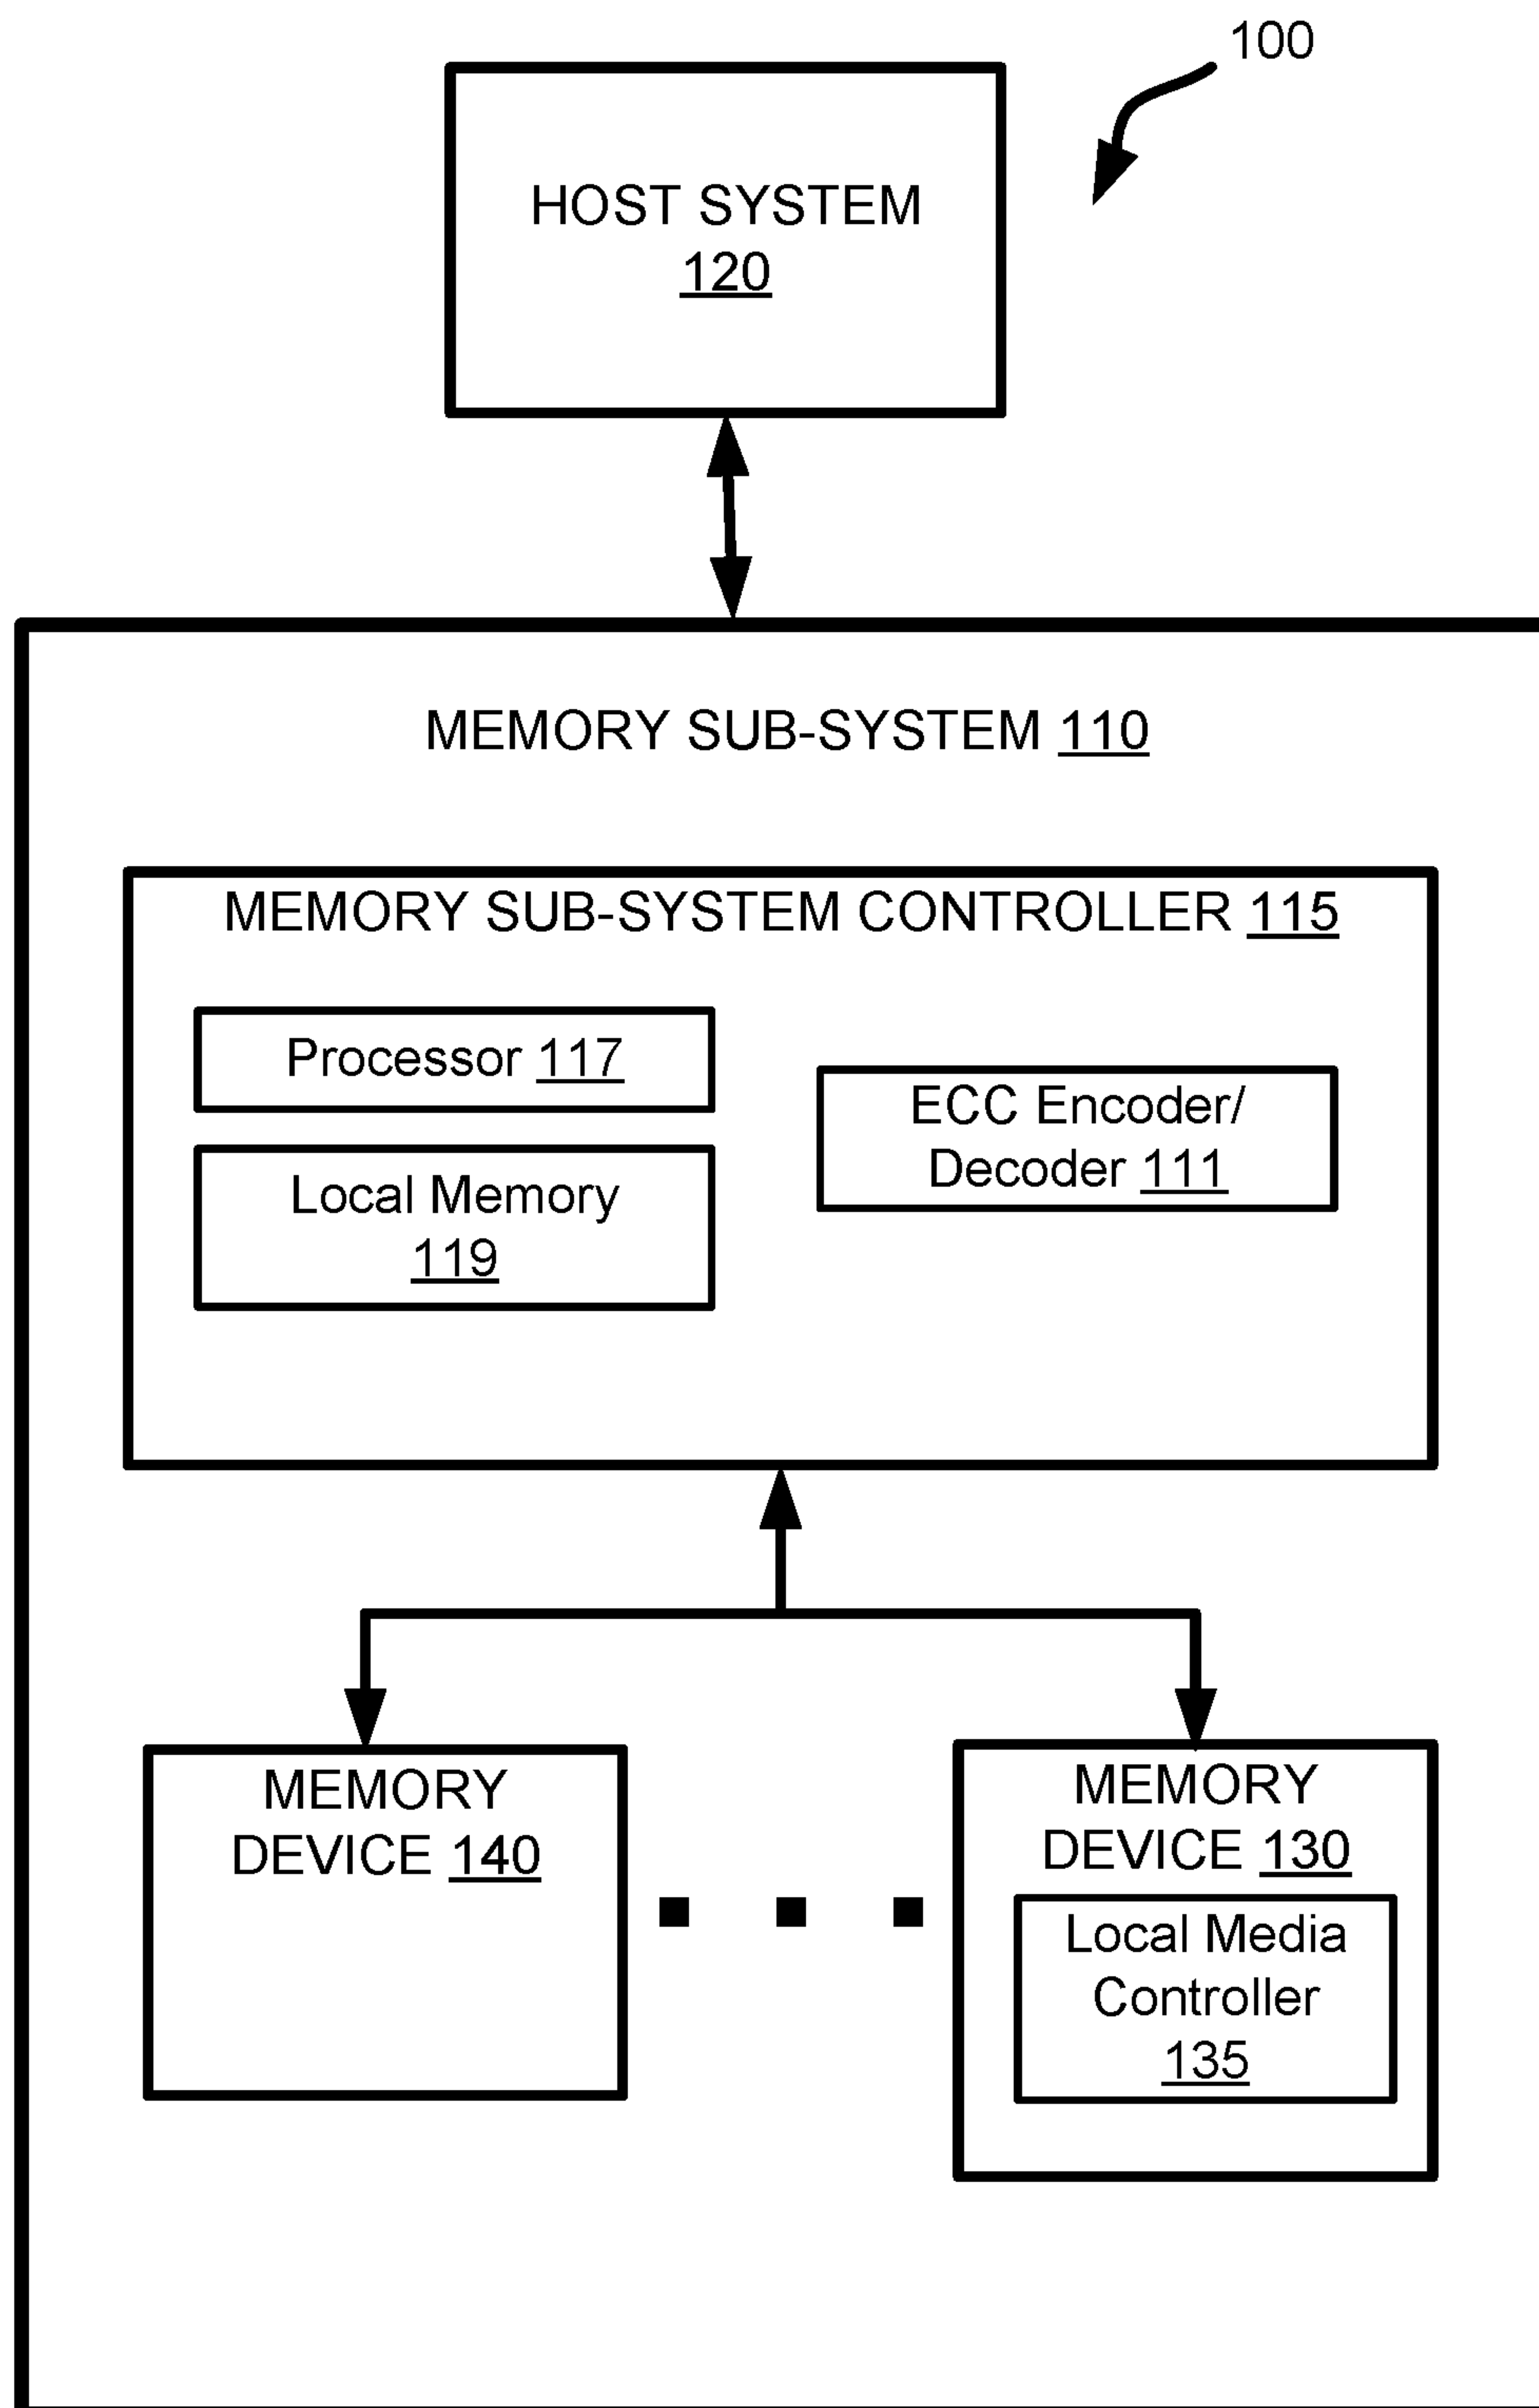 100
HOST SYSTEM
120
MEMORY SUB-SYSTEM 110
MEMORY SUB-SYSTEM CONTROLLER 115
Processor 117
Local Memory
119
ECC Encoder/
Decoder 111
MEMORY
DEVICE 140
MEMORY
DEVICE 130
Local Media
Controller
135